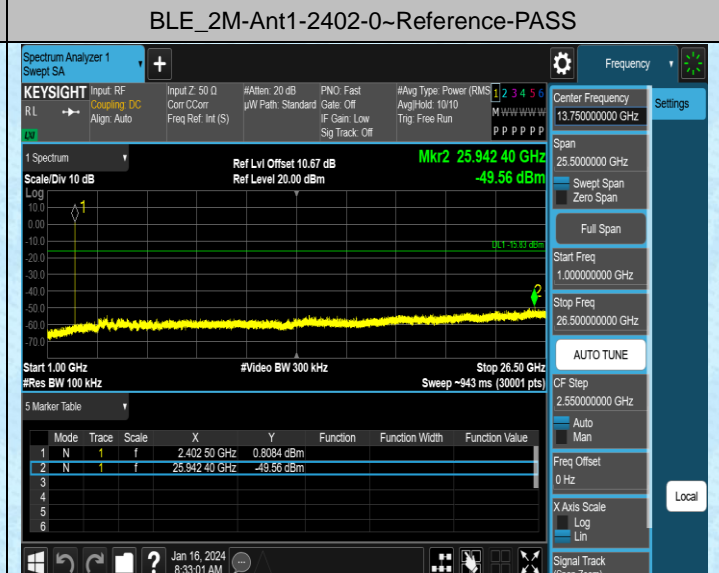 BLE_2M-Ant1-2402-0~Reference-PASS
Spectrum Analyzer 1
Swept SA
Frequency
KEYSIGHT
RL
Input: RF
Coupling: DC
Align: Auto
Input Z: 50 Ω
Corr CCorr
Freq Ref: Int (S)
#Atten: 20 dB
µW Path: Standard
PNO: Fast
Gate: Off
IF Gain: Low
Sig Track: Off
#Avg Type: Power (RMS
Avg|Hold: 10/10
Trig: Free Run
1 2 3 4 5 6
M W W W W W
P P P P P P
1 Spectrum
Scale/Div 10 dB
Ref Lvl Offset 10.67 dB
Ref Level 20.00 dBm
Mkr2 25.942 40 GHz
-49.56 dBm
Log
10.0
0.00
-10.0
-20.0
-30.0
-40.0
-50.0
-60.0
-70.0
1
2
DL1 -15.83 dBm
Start 1.00 GHz
#Video BW 300 kHz
Stop 26.50 GHz
#Res BW 100 kHz
Sweep ~943 ms (30001 pts)
5 Marker Table
Mode Trace Scale X Y Function Function Width Function Value
1 N 1 f 2.402 50 GHz 0.8084 dBm
2 N 1 f 25.942 40 GHz -49.56 dBm
3
4
5
6
Jan 16, 2024
8:33:01 AM
Center Frequency
13.750000000 GHz
Settings
Span
25.5000000 GHz
Swept Span
Zero Span
Full Span
Start Freq
1.000000000 GHz
Stop Freq
26.500000000 GHz
AUTO TUNE
CF Step
2.550000000 GHz
Auto
Man
Freq Offset
0 Hz
Local
X Axis Scale
Log
Lin
Signal Track
(Span Zoom)